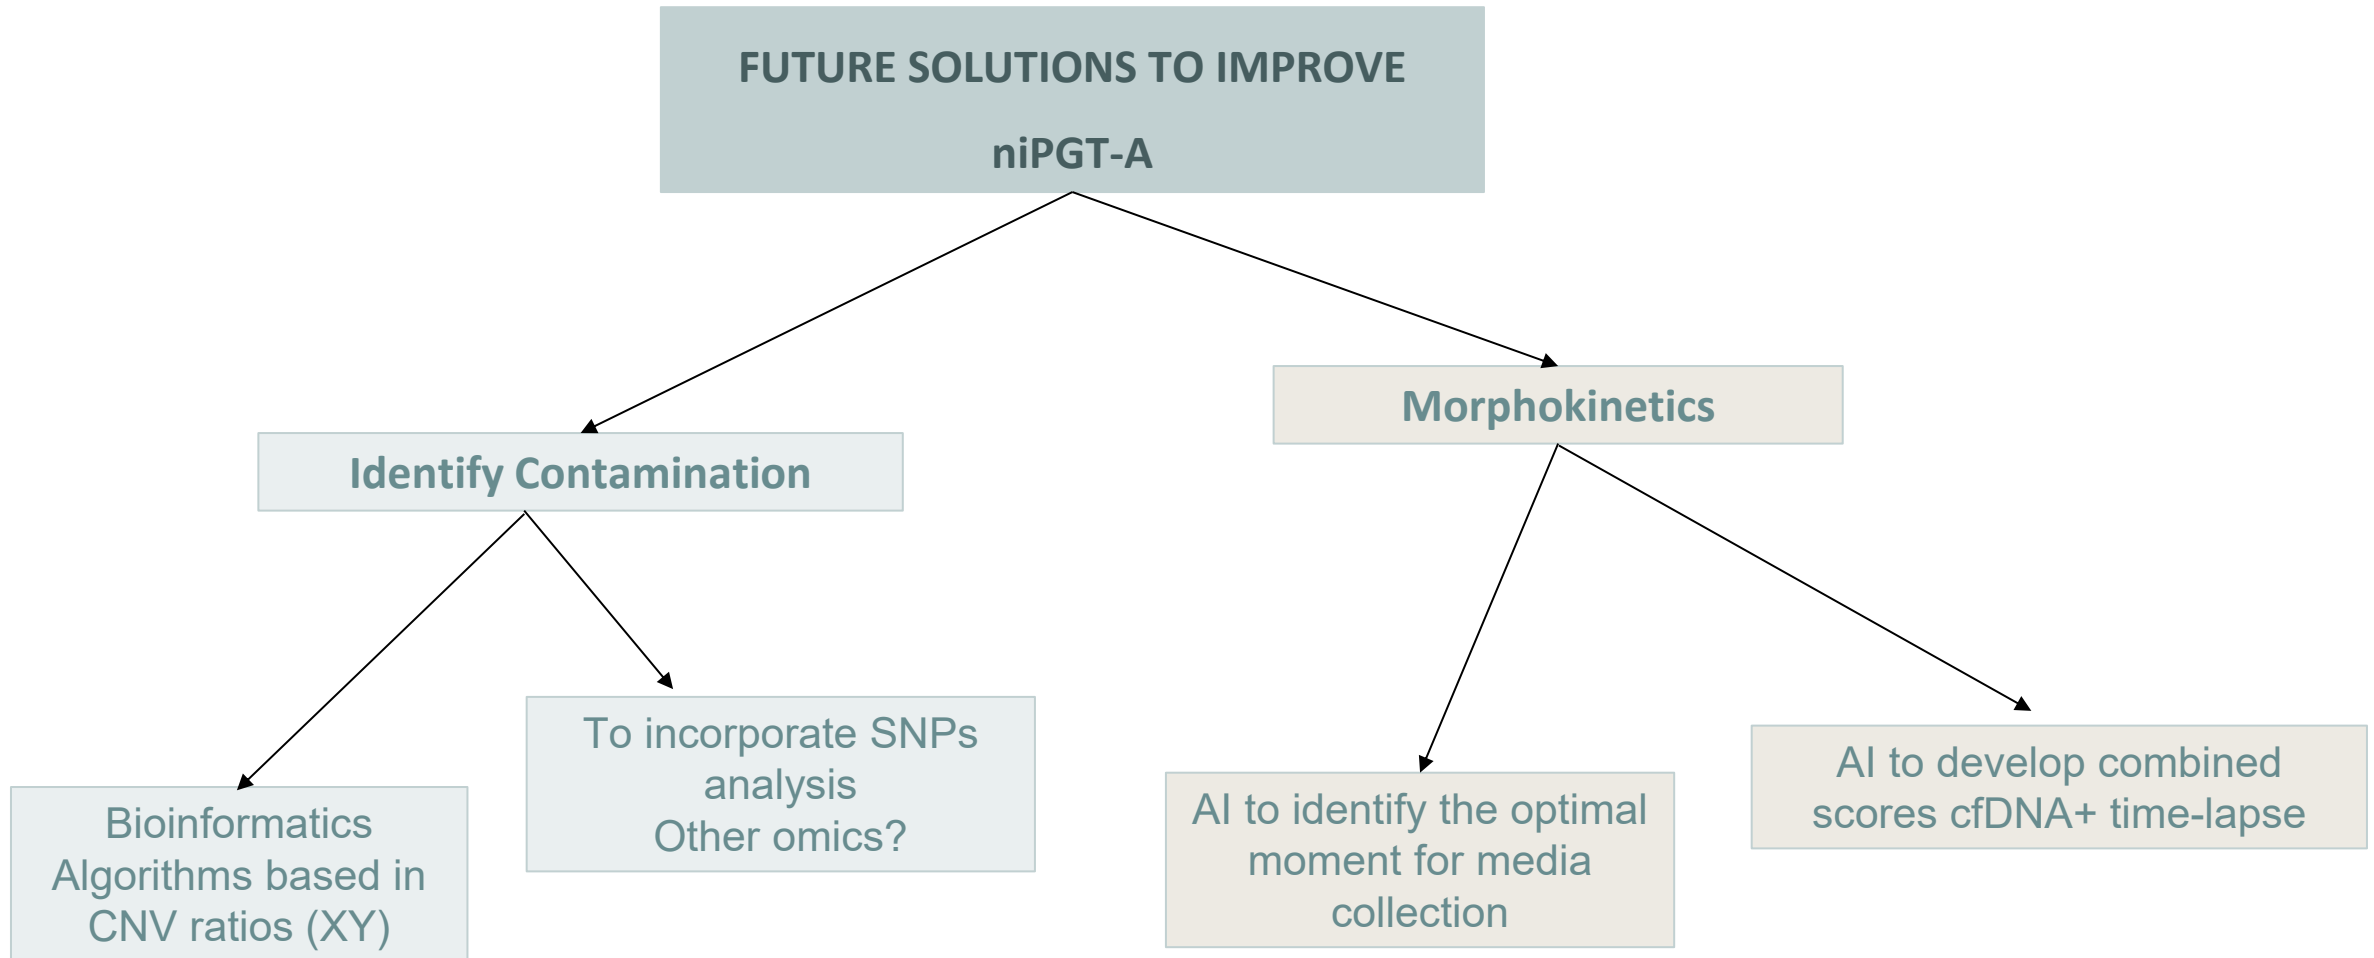 FUTURE SOLUTIONS TO IMPROVE
niPGT-A
Identify Contamination
Morphokinetics
Bioinformatics
Algorithms based in
CNV ratios (XY)
To incorporate SNPs
analysis
Other omics?
AI to identify the optimal
moment for media
collection
AI to develop combined
scores cfDNA+ time-lapse